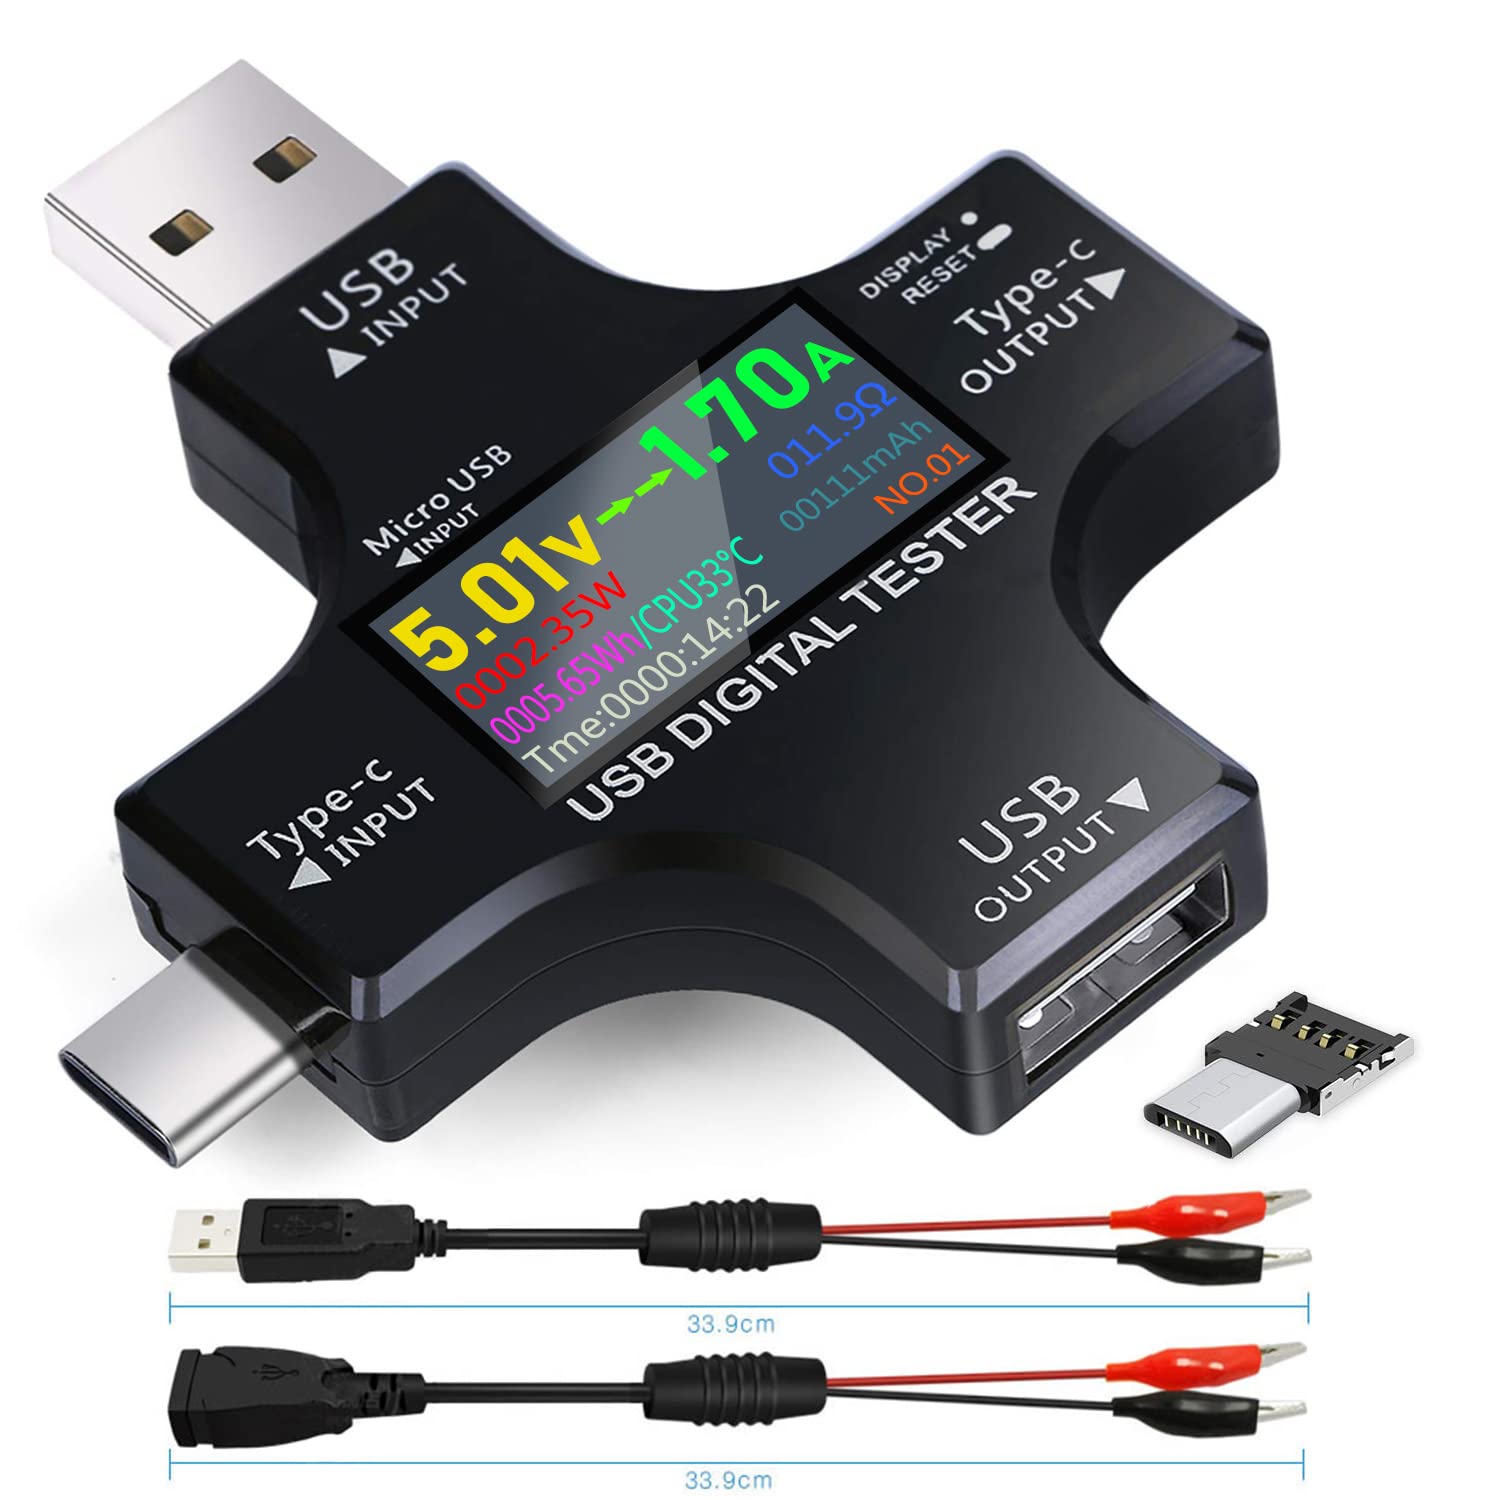 USB
INPUT
DISPLAY
RESET
Type-c
OUTPUT
Micro USB
INPUT
5.01v
1.70A
0002.35W
0005.65Wh/CPU33℃
Tme:0000:14:22
011.9Ω
00111mAh
NO.01
USB DIGITAL TESTER
Type-c
INPUT
USB
OUTPUT
33.9cm
33.9cm